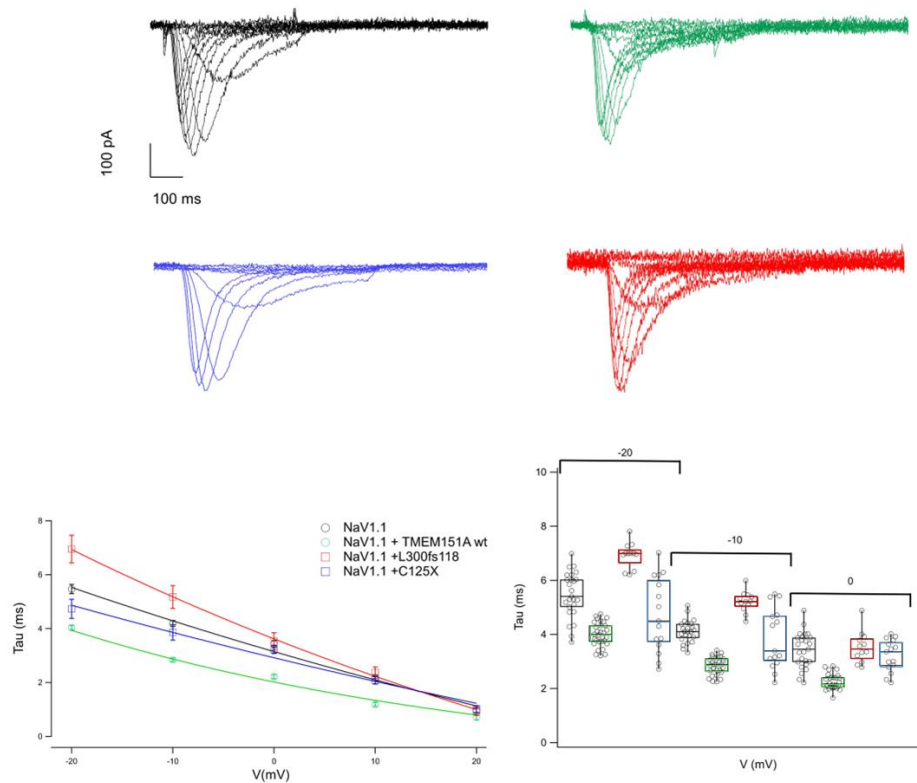 100 pA
100 ms
8
6
4
2
0
Tau (ms)
-20
-10
0
10
20
V(mV)
NaV1.1
NaV1.1 + TMEM151A wt
NaV1.1 +L300fs118
NaV1.1 +C125X
10
8
6
4
2
0
Tau (ms)
-20
-10
0
V (mV)